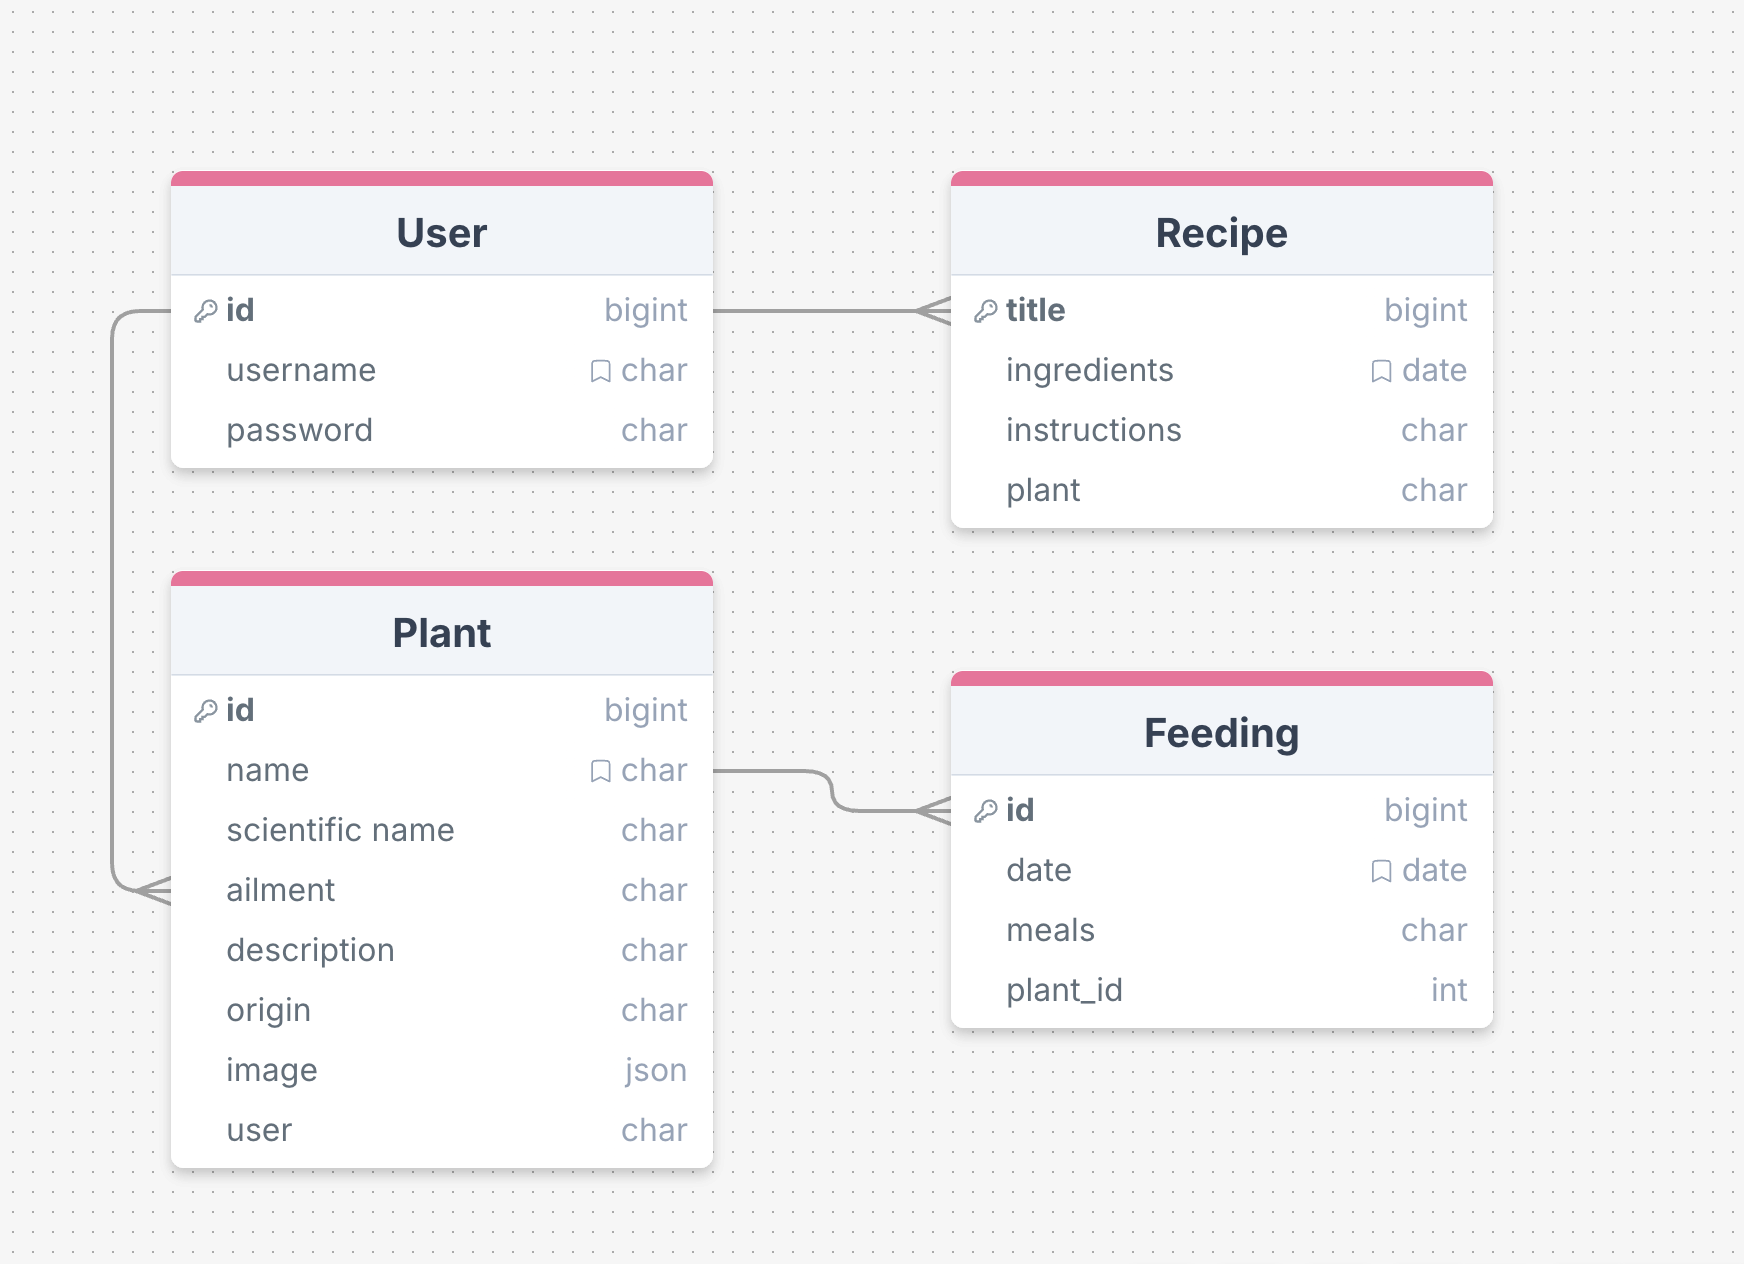 User
id bigint
username char
password char
Recipe
title bigint
ingredients date
instructions char
plant char
Plant
id bigint
name char
scientific name char
ailment char
description char
origin char
image json
user char
Feeding
id bigint
date date
meals char
plant_id int